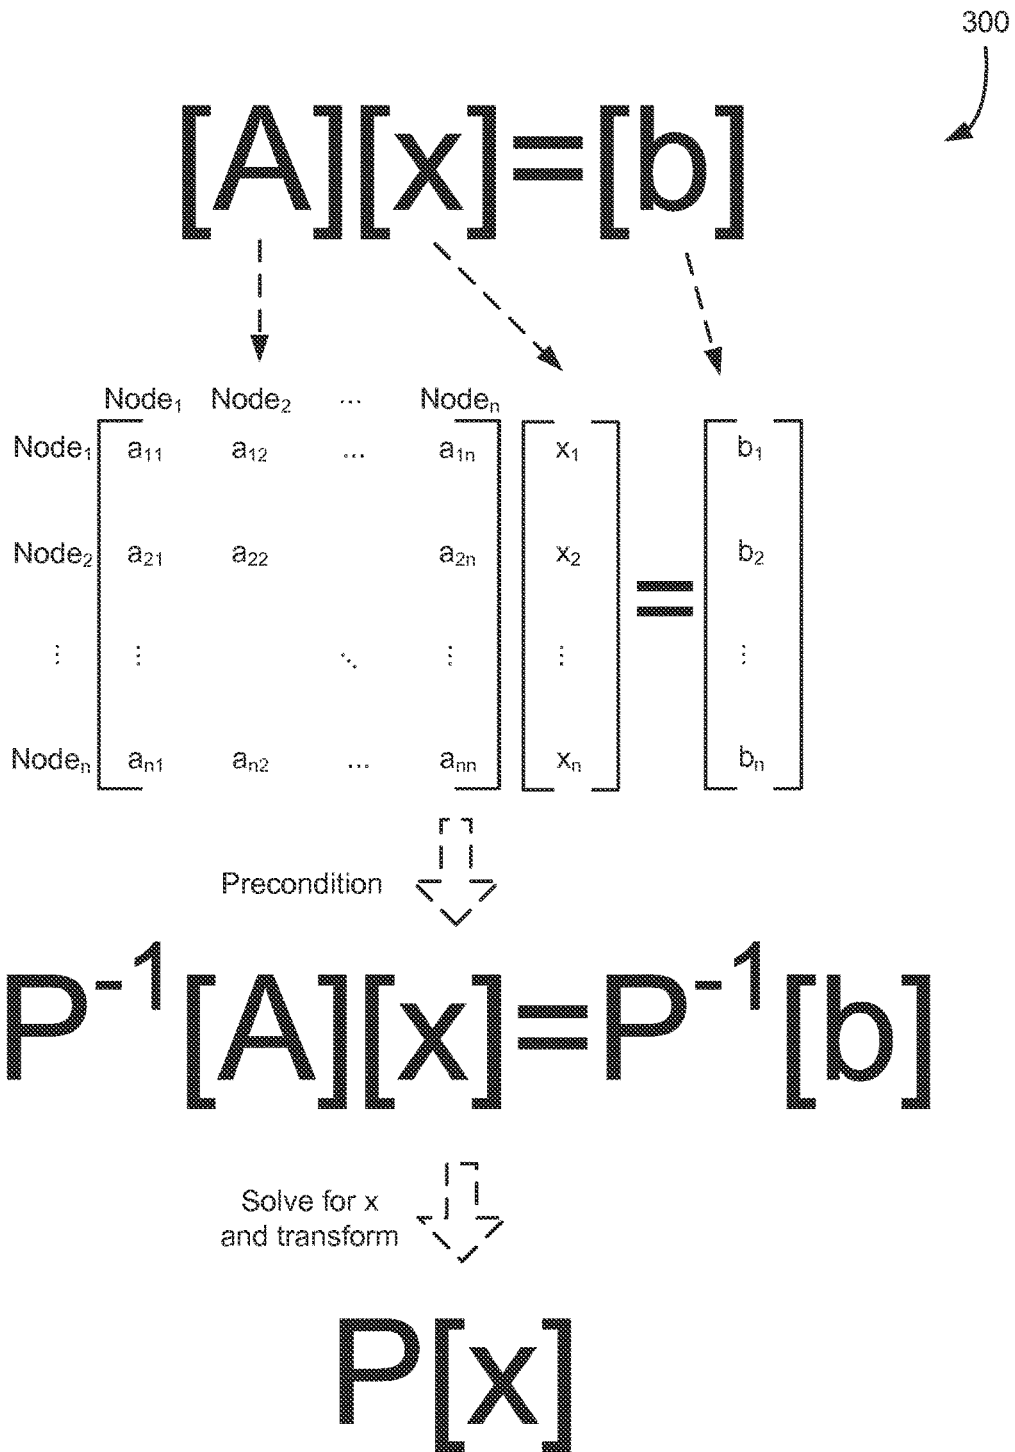 300
[A][x]=[b]
Node₁ Node₂ ... Nodeₙ
Node₁ a₁₁ a₁₂ ... a₁ₙ x₁ b₁
Node₂ a₂₁ a₂₂ a₂ₙ x₂ = b₂
⋮ ⋮ ⋱ ⋮ ⋮ ⋮
Nodeₙ aₙ₁ aₙ₂ ... aₙₙ xₙ bₙ
Precondition
P⁻¹[A][x]=P⁻¹[b]
Solve for x
and transform
P[x]